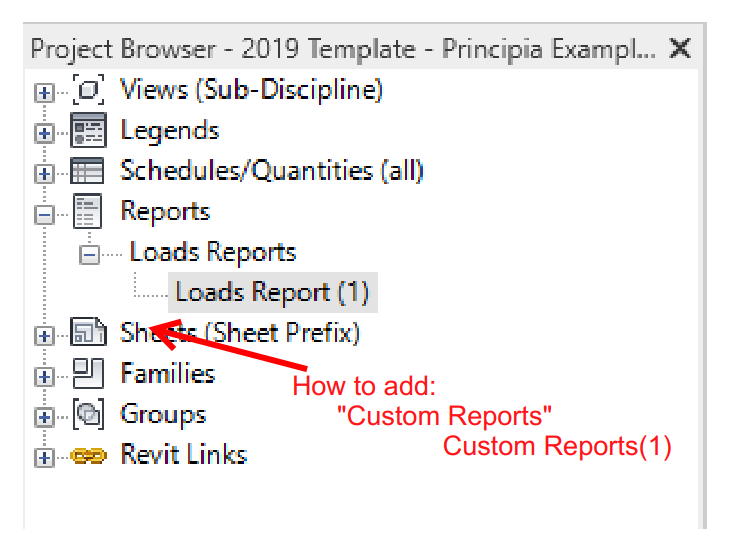 Project Browser - 2019 Template - Principia Exampl...
Views (Sub-Discipline)
Legends
Schedules/Quantities (all)
Reports
Loads Reports
Loads Report (1)
Sheets (Sheet Prefix)
Families
How to add:
Groups
"Custom Reports"
Custom Reports(1)
Revit Links